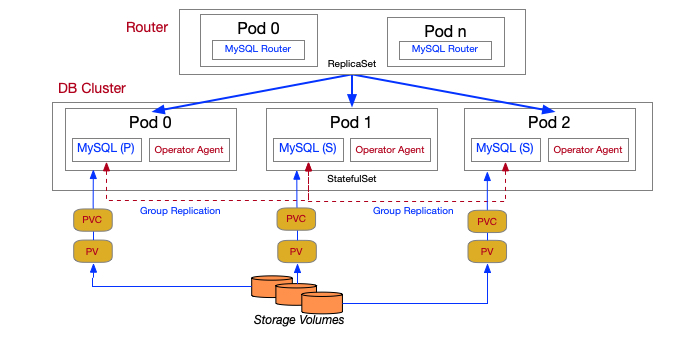 Router
Pod 0
MySQL Router
Pod n
MySQL Router
ReplicaSet
DB Cluster
Pod 0
MySQL (P)
Operator Agent
Pod 1
MySQL (S)
Operator Agent
Pod 2
MySQL (S)
Operator Agent
StatefulSet
Group Replication
Group Replication
PVC
PVC
PVC
PV
PV
PV
Storage Volumes